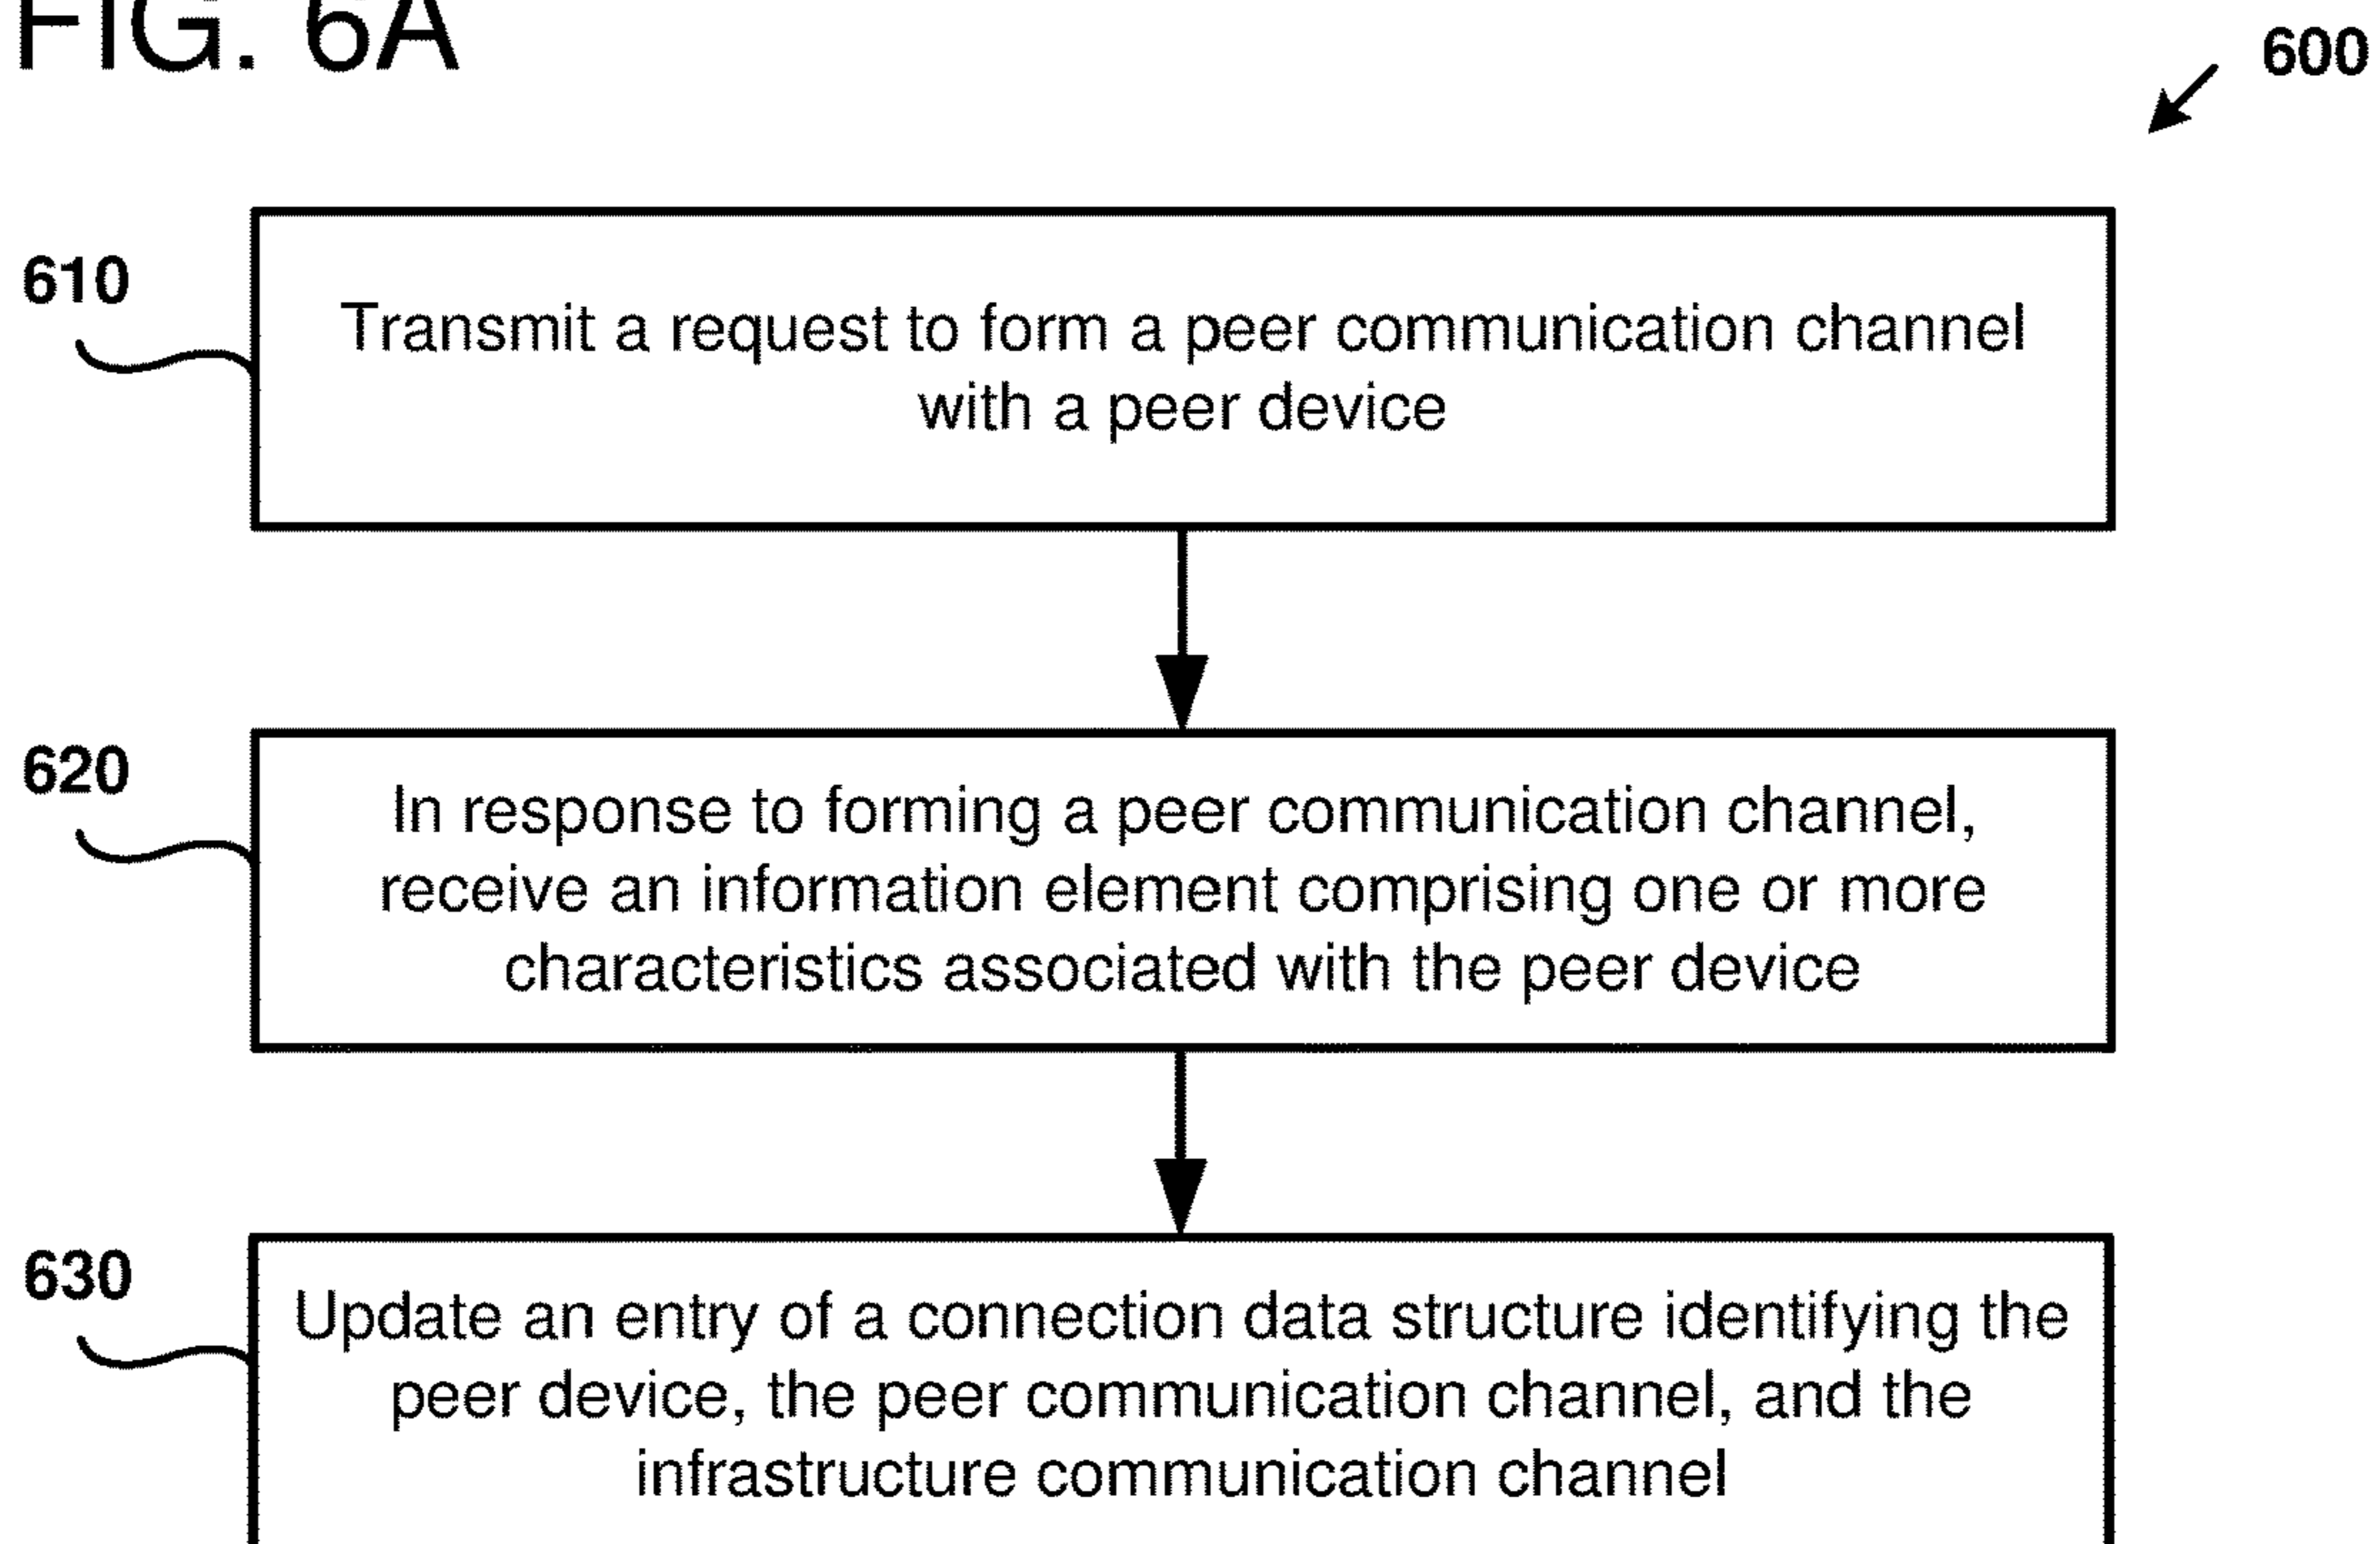 FIG. 6A
600
610
Transmit a request to form a peer communication channel
with a peer device
620
In response to forming a peer communication channel,
receive an information element comprising one or more
characteristics associated with the peer device
630
Update an entry of a connection data structure identifying the
peer device, the peer communication channel, and the
infrastructure communication channel